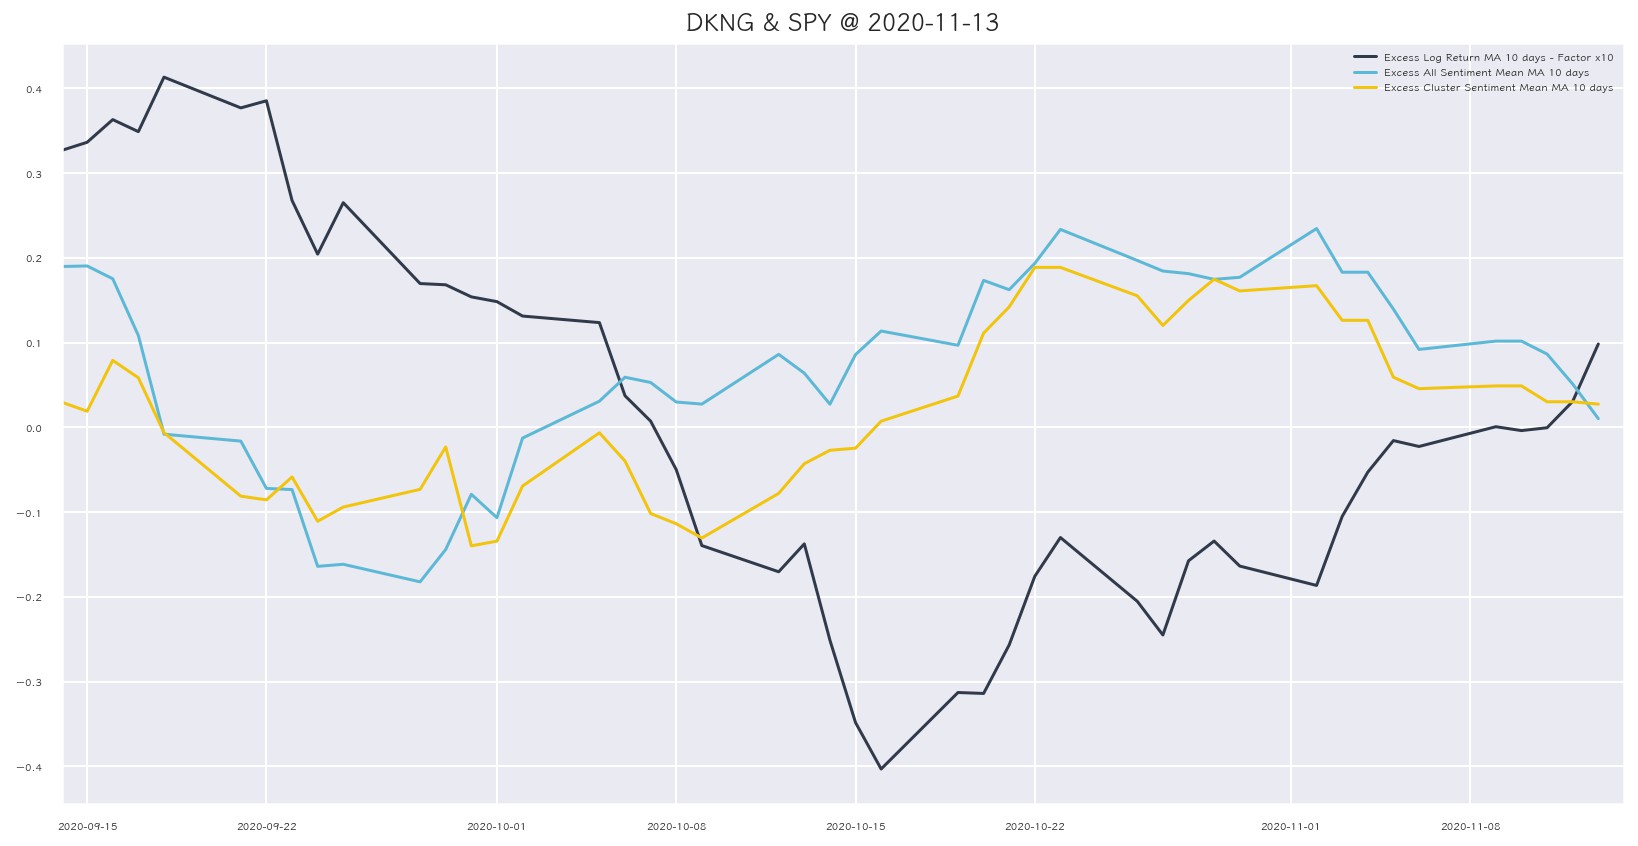 DKNG & SPY @ 2020-11-13
Excess Log Return MA 10 days - Factor x10
Excess All Sentiment Mean MA 10 days
Excess Cluster Sentiment Mean MA 10 days
0.4
0.3
0.2
0.1
0.0
−0.1
−0.2
−0.3
−0.4
2020-09-15 2020-09-22 2020-10-01 2020-10-08 2020-10-15 2020-10-22 2020-11-01 2020-11-08